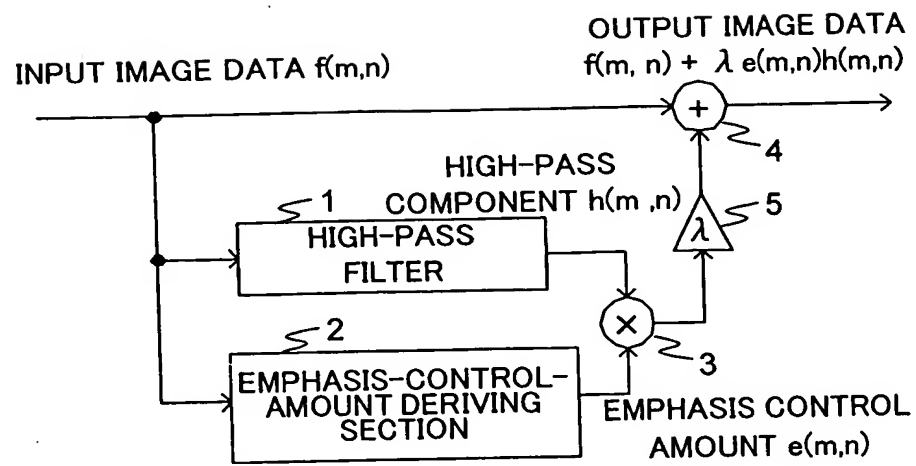 OUTPUT IMAGE DATA
INPUT IMAGE DATA f(m,n)
f(m, n) + λ e(m,n)h(m,n)
+
4
HIGH-PASS
COMPONENT h(m ,n)
5
λ
1
HIGH-PASS
FILTER
×
3
2
EMPHASIS-CONTROL-
AMOUNT DERIVING
SECTION
EMPHASIS CONTROL
AMOUNT e(m,n)